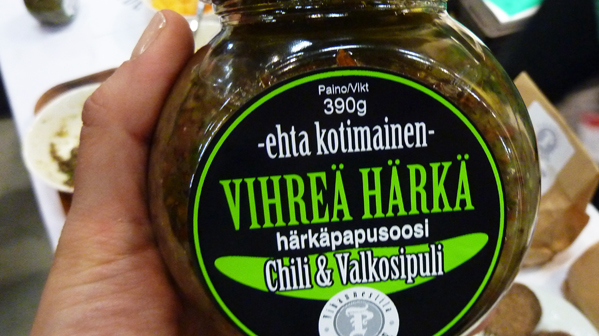 Paino/Vikt
390g
-ehta kotimainen-
VIHREÄ HÄRKÄ
härkäpapusoosi
Chili & Valkosipuli